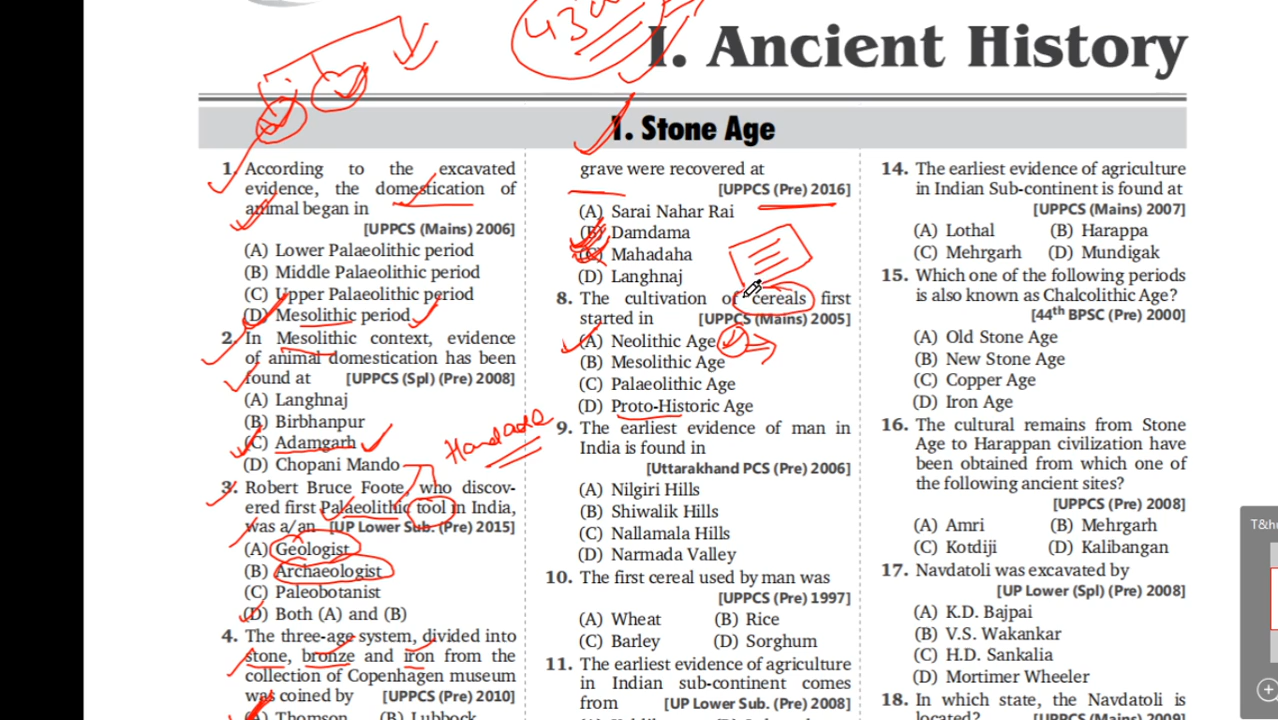 43
I. Ancient History
1. Stone Age
1. According to the excavated
evidence, the domestication of
animal began in
[UPPCS (Mains) 2006]
(A) Lower Palaeolithic period
(B) Middle Palaeolithic period
(C) Upper Palaeolithic period
(D) Mesolithic period
2. In Mesolithic context, evidence
of animal domestication has been
found at [UPPCS (Spl) (Pre) 2008]
(A) Langhnaj
(B) Birbhanpur
(C) Adamgarh
(D) Chopani Mando
3. Robert Bruce Foote, who discov-
ered first Palaeolithic tool in India,
was a/an [UP Lower Sub. (Pre) 2015]
(A) Geologist
(B) Archaeologist
(C) Paleobotanist
(D) Both (A) and (B)
4. The three-age system, divided into
stone, bronze and iron from the
collection of Copenhagen museum
was coined by [UPPCS (Pre) 2010]
(A) Thomson (B) Lubbock
grave were recovered at
[UPPCS (Pre) 2016]
(A) Sarai Nahar Rai
(B) Damdama
(C) Mahadaha
(D) Langhnaj
8. The cultivation of cereals first
started in [UPPCS (Mains) 2005]
(A) Neolithic Age
(B) Mesolithic Age
(C) Palaeolithic Age
(D) Proto-Historic Age
9. The earliest evidence of man in
India is found in
[Uttarakhand PCS (Pre) 2006]
(A) Nilgiri Hills
(B) Shiwalik Hills
(C) Nallamala Hills
(D) Narmada Valley
10. The first cereal used by man was
[UPPCS (Pre) 1997]
(A) Wheat (B) Rice
(C) Barley (D) Sorghum
11. The earliest evidence of agriculture
in Indian sub-continent comes
from [UP Lower Sub. (Pre) 2008]
14. The earliest evidence of agriculture
in Indian Sub-continent is found at
[UPPCS (Mains) 2007]
(A) Lothal (B) Harappa
(C) Mehrgarh (D) Mundigak
15. Which one of the following periods
is also known as Chalcolithic Age?
[44th BPSC (Pre) 2000]
(A) Old Stone Age
(B) New Stone Age
(C) Copper Age
(D) Iron Age
16. The cultural remains from Stone
Age to Harappan civilization have
been obtained from which one of
the following ancient sites?
[UPPCS (Pre) 2008]
(A) Amri (B) Mehrgarh
(C) Kotdiji (D) Kalibangan
17. Navdatoli was excavated by
[UP Lower (Spl) (Pre) 2008]
(A) K.D. Bajpai
(B) V.S. Wakankar
(C) H.D. Sankalia
(D) Mortimer Wheeler
18. In which state, the Navdatoli is
located? [UPPCS (Mains) 2009]